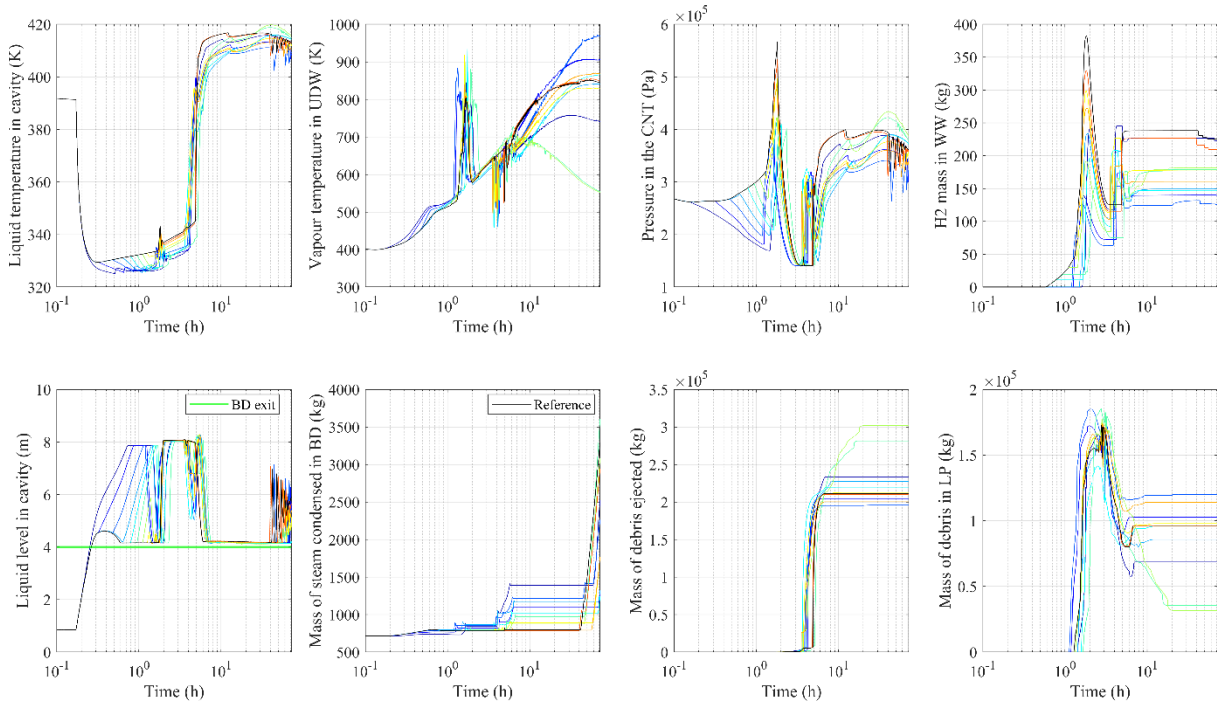 ×10⁵
420
400
380
360
340
320
Liquid temperature in cavity (K)
10⁻¹ 10⁰ 10¹
Time (h)
1000
900
800
700
600
500
400
300
Vapour temperature in UDW (K)
10⁻¹ 10⁰ 10¹
Time (h)
6
5
4
3
2
1
Pressure in the CNT (Pa)
10⁻¹ 10⁰ 10¹
Time (h)
400
350
300
250
200
150
100
50
0
H2 mass in WW (kg)
10⁻¹ 10⁰ 10¹
Time (h)
10
8
6
4
2
0
Liquid level in cavity (m)
BD exit
10⁻¹ 10⁰ 10¹
Time (h)
4000
3500
3000
2500
2000
1500
1000
500
Mass of steam condensed in BD (kg)
Reference
10⁻¹ 10⁰ 10¹
Time (h)
×10⁵
3.5
3
2.5
2
1.5
1
0.5
0
Mass of debris ejected (kg)
10⁻¹ 10⁰ 10¹
Time (h)
×10⁵
2
1.5
1
0.5
0
Mass of debris in LP (kg)
10⁻¹ 10⁰ 10¹
Time (h)